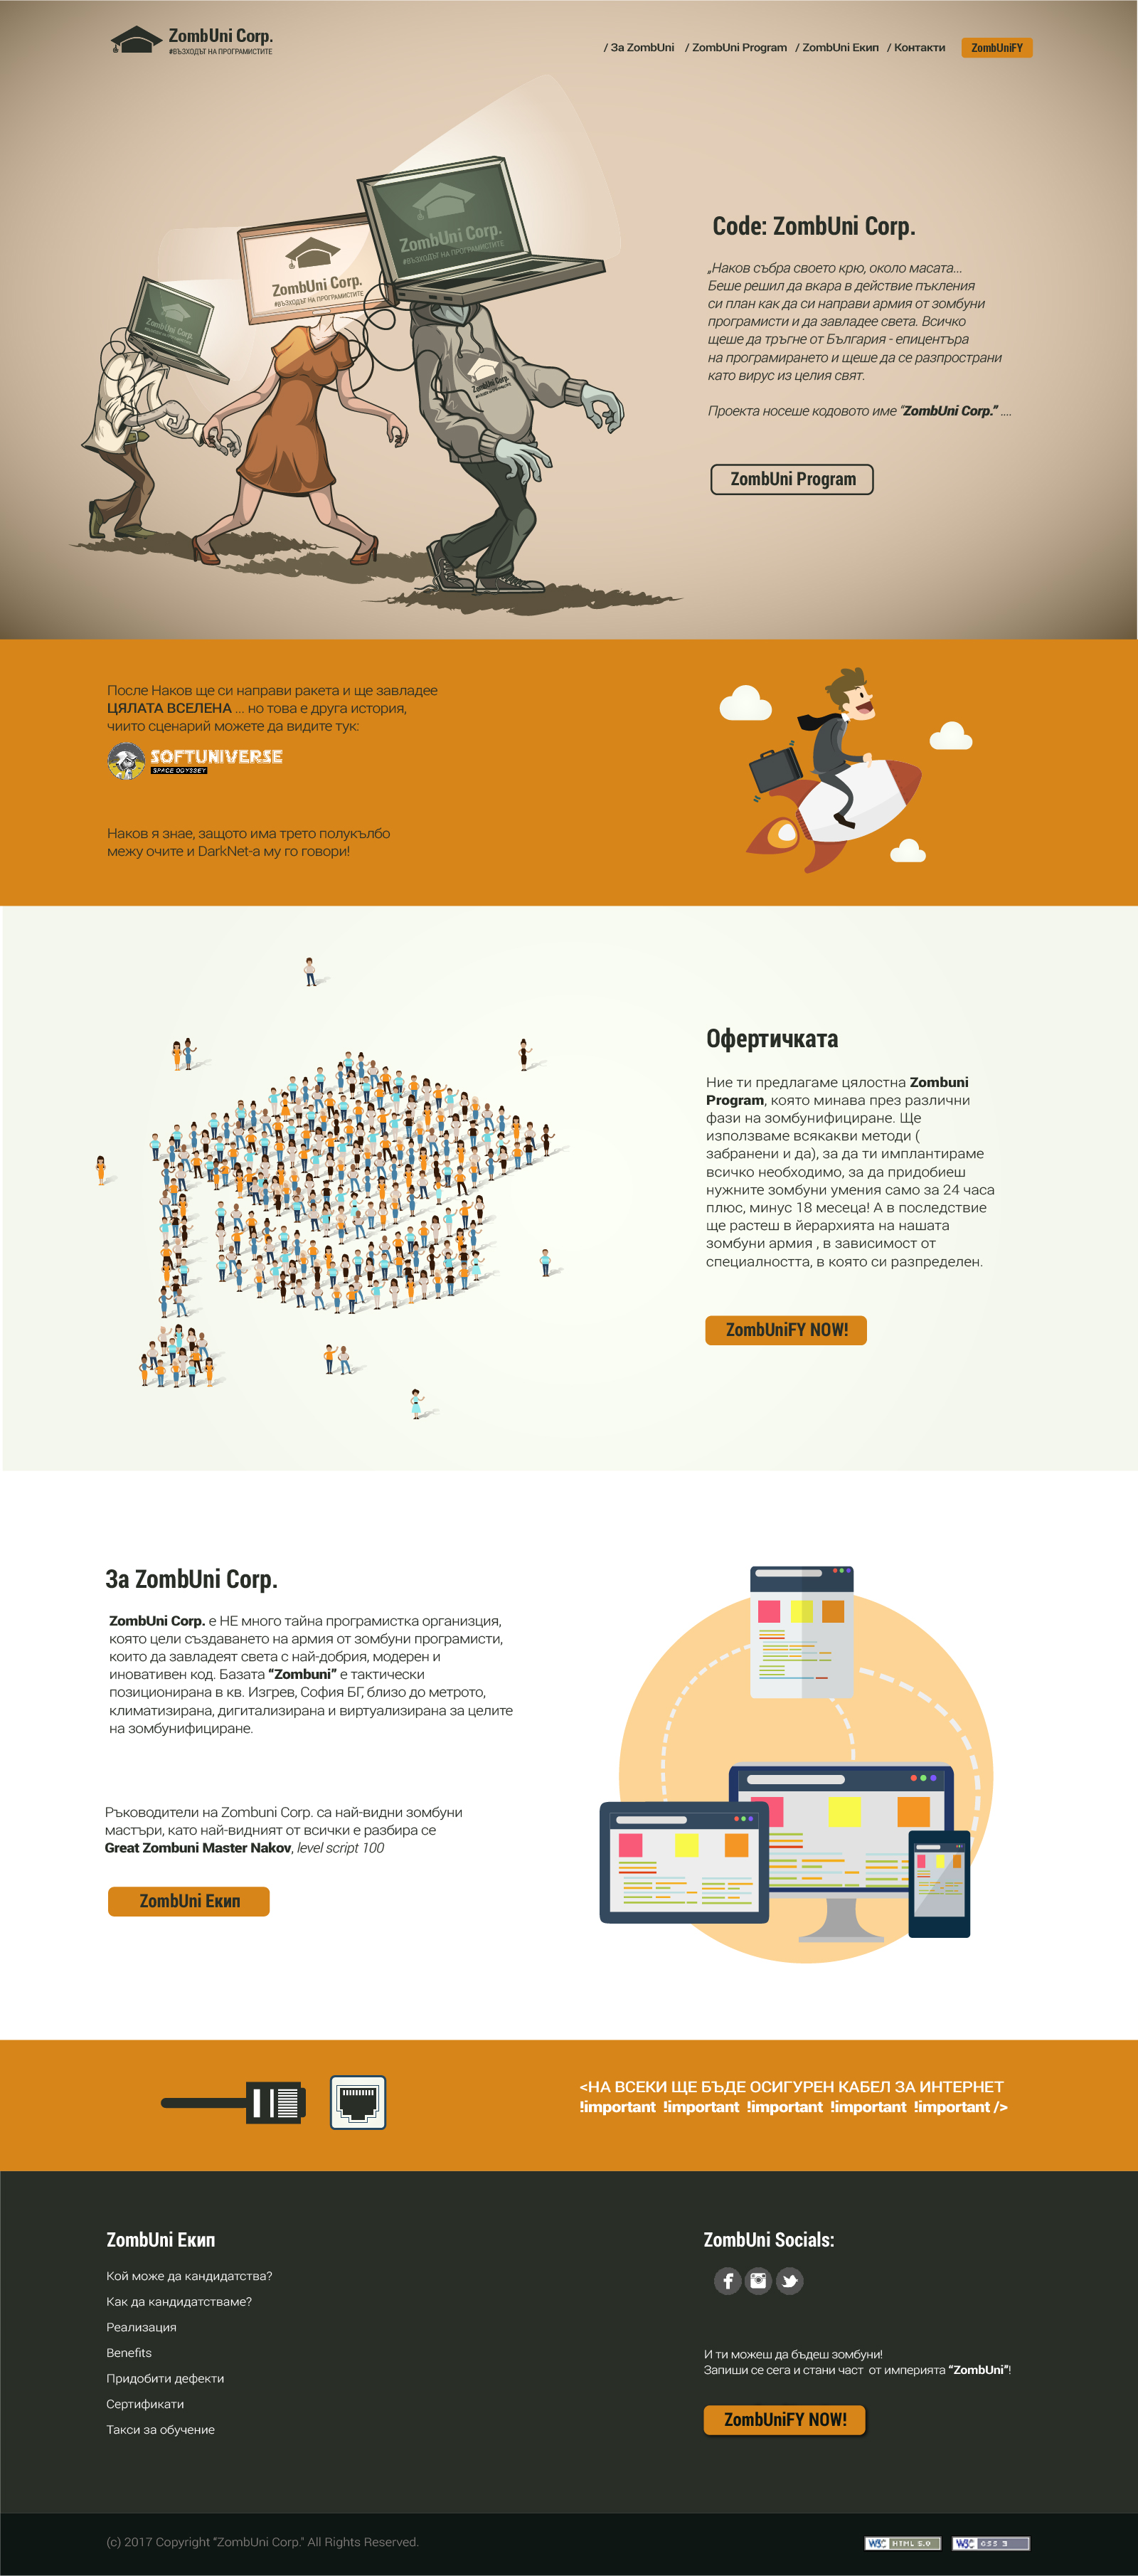 ZombUni Corp.
#ВЪЗХОДЪТ НА ПРОГРАМИСТИТЕ
/ За ZombUni / ZombUni Program / ZombUni Екип / Контакти ZombUniFY
ZombUni Corp.
#ВЪЗХОДЪТ НА ПРОГРАМИСТИТЕ
ZombUni Corp.
#ВЪЗХОДЪТ НА ПРОГРАМИСТИТЕ
ZombUni Corp.
ZombUni Corp.
Code: ZombUni Corp.
„Наков събра своето крю, около масата...
Беше решил да вкара в действие пъкления
си план как да си направи армия от зомбуни
програмисти и да завладее света. Всичко
щеше да тръгне от България - епицентъра
на програмирането и щеше да се разпространи
като вирус из целия свят.
Проекта носеше кодовото име “ZombUni Corp.” ....
ZombUni Program
После Наков ще си направи ракета и ще завладее
ЦЯЛАТА ВСЕЛЕНА ... но това е друга история,
чиито сценарий можете да видите тук:
SOFTUNIVERSE
SPACE ODYSSEY
Наков я знае, защото има трето полукълбо
межу очите и DarkNet-а му го говори!
Офертичката
Ние ти предлагаме цялостна Zombuni
Program, която минава през различни
фази на зомбунифициране. Ще
използваме всякакви методи (
забранени и да), за да ти имплантираме
всичко необходимо, за да придобиеш
нужните зомбуни умения само за 24 часа
плюс, минус 18 месеца! А в последствие
ще растеш в йерархията на нашата
зомбуни армия , в зависимост от
специалността, в която си разпределен.
ZombUniFY NOW!
За ZombUni Corp.
ZombUni Corp. е НЕ много тайна програмистка организция,
която цели създаването на армия от зомбуни програмисти,
които да завладеят света с най-добрия, модерен и
иновативен код. Базата “Zombuni” е тактически
позиционирана в кв. Изгрев, София БГ, близо до метрото,
климатизирана, дигитализирана и виртуализирана за целите
на зомбунифициране.
Ръководители на Zombuni Corp. са най-видни зомбуни
мастъри, като най-видният от всички е разбира се
Great Zombuni Master Nakov, level script 100
ZombUni Екип
<НА ВСЕКИ ЩЕ БЪДЕ ОСИГУРЕН КАБЕЛ ЗА ИНТЕРНЕТ
!important !important !important !important !important />
ZombUni Екип
Кой може да кандидатства?
Как да кандидатстваме?
Реализация
Benefits
Придобити дефекти
Сертификати
Такси за обучение
ZombUni Socials:
И ти можеш да бъдеш зомбуни!
Запиши се сега и стани част от империята “ZombUni”!
ZombUniFY NOW!
(c) 2017 Copyright “ZombUni Corp.” All Rights Reserved.
W3C HTML 5.0 W3C CSS 3